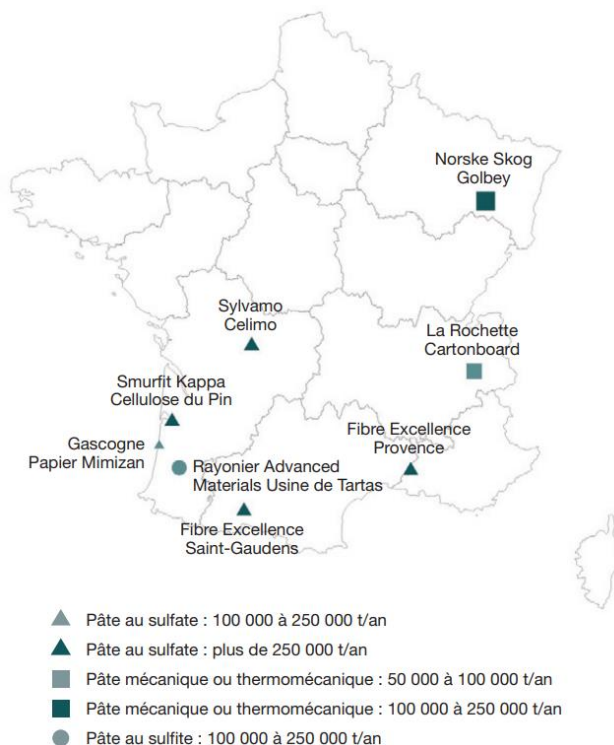 Norske Skog
Golbey
Sylvamo
Celimo
La Rochette
Cartonboard
Smurfit Kappa
Cellulose du Pin
Gascogne
Papier Mimizan
Fibre Excellence
Provence
Rayonier Advanced
Materials Usine de Tartas
Fibre Excellence
Saint-Gaudens
Pâte au sulfate : 100 000 à 250 000 t/an
Pâte au sulfate : plus de 250 000 t/an
Pâte mécanique ou thermomécanique : 50 000 à 100 000 t/an
Pâte mécanique ou thermomécanique : 100 000 à 250 000 t/an
Pâte au sulfite : 100 000 à 250 000 t/an